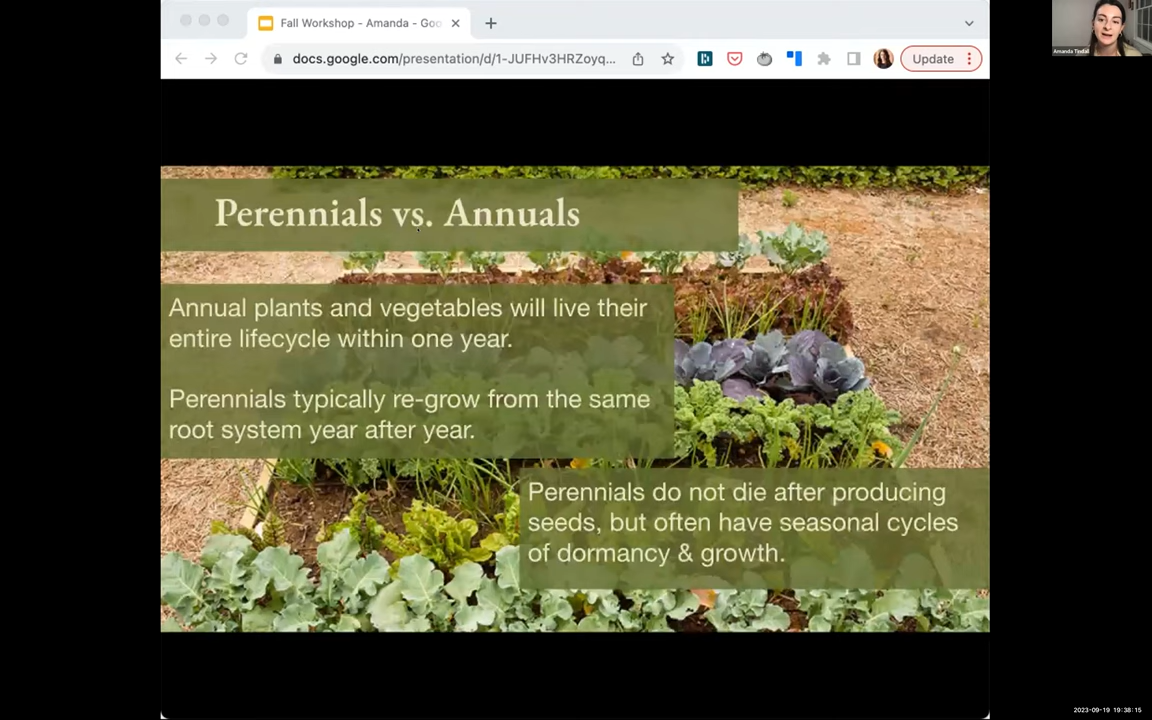 Fall Workshop - Amanda - Goo
docs.google.com/presentation/d/1-JUFHv3HRZoyq...
Update
Perennials vs. Annuals
Annual plants and vegetables will live their
entire lifecycle within one year.
Perennials typically re-grow from the same
root system year after year.
Perennials do not die after producing
seeds, but often have seasonal cycles
of dormancy & growth.
2023-09-19 19:38:15